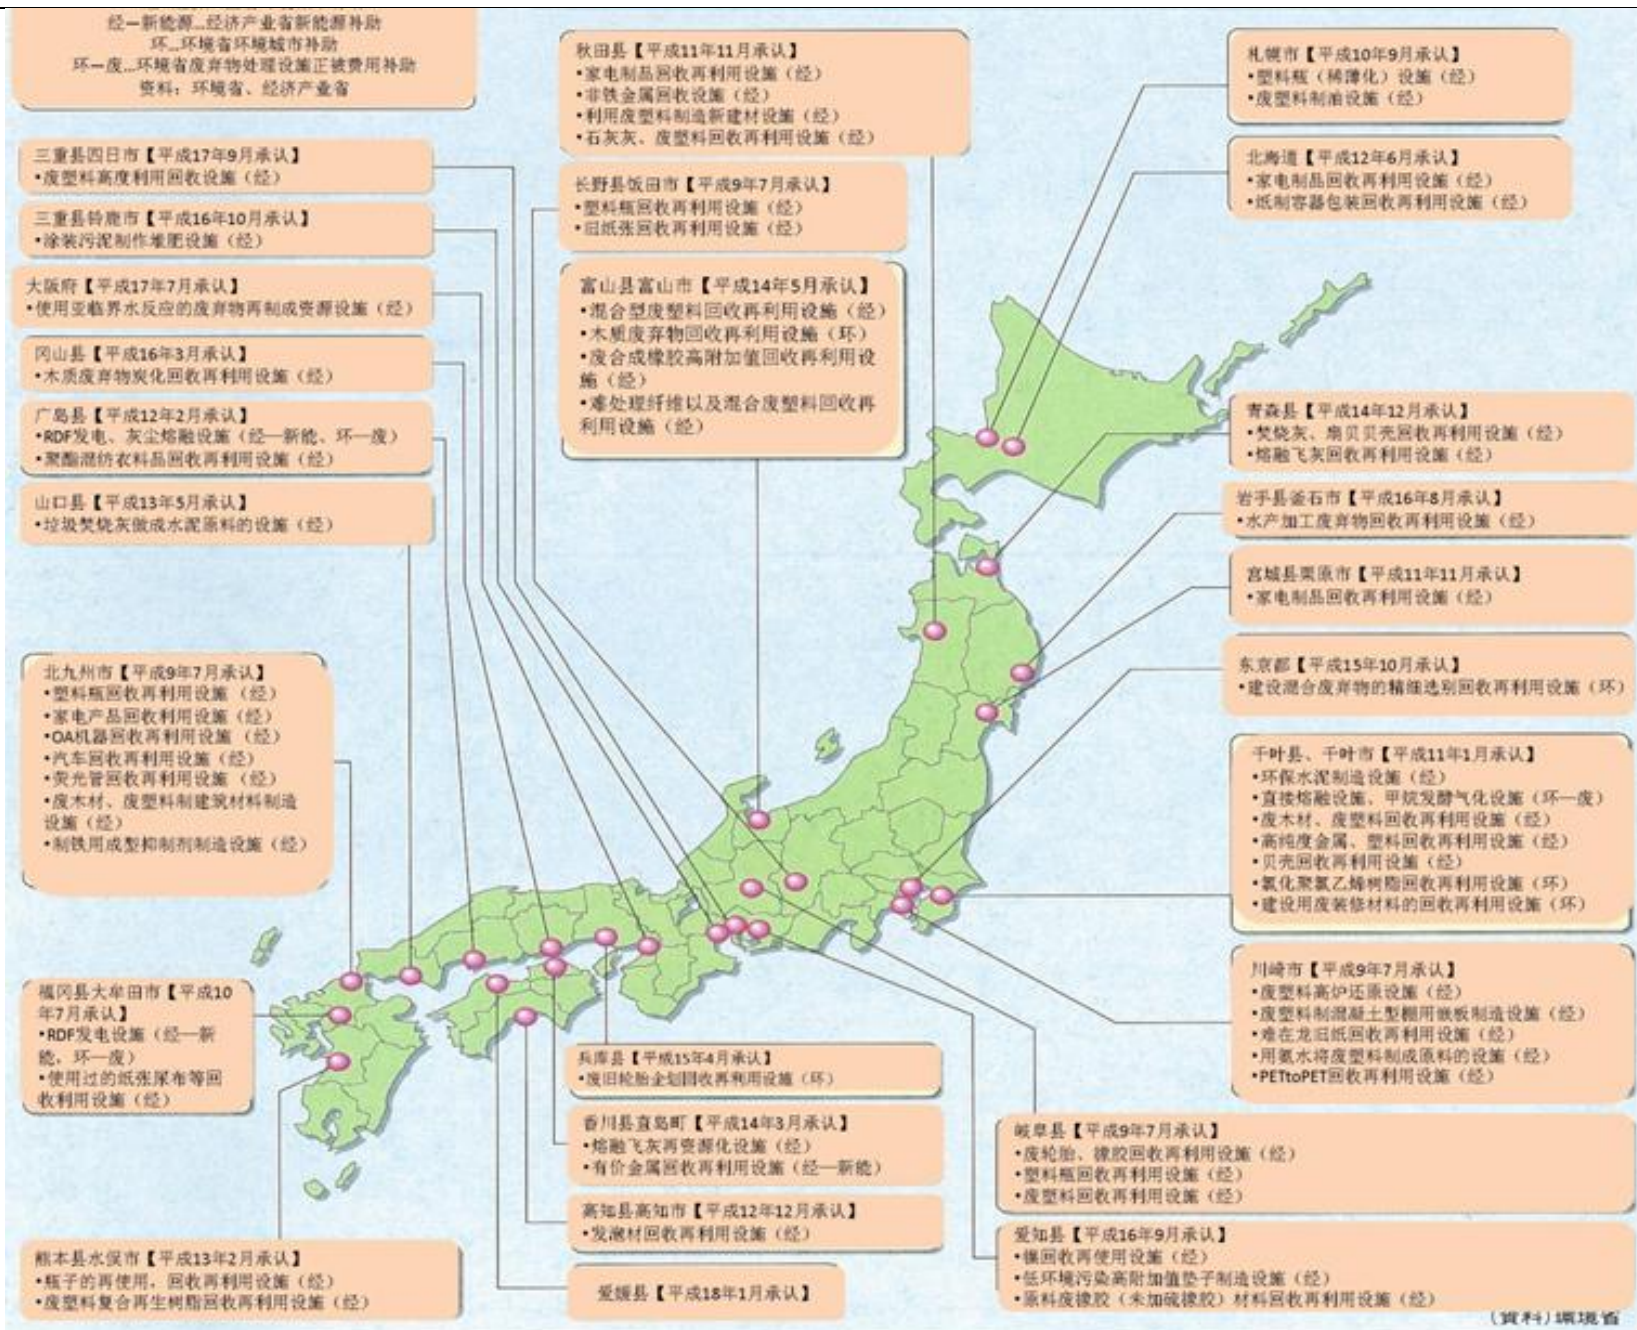 经一新能源…经济产业省新能源补助
环…环境省环境城市补助
环一废…环境省废弃物处理设施正被费用补助
资料：环境省、经济产业省
三重县四日市【平成17年9月承认】
•废塑料高度利用回收设施（经）
三重县铃鹿市【平成16年10月承认】
•涂装污泥制作堆肥设施（经）
大阪府【平成17年7月承认】
•使用亚临界水反应的废弃物再制成资源设施（经）
冈山县【平成16年3月承认】
•木质废弃物炭化回收再利用设施（经）
广岛县【平成12年2月承认】
•RDF发电、灰尘熔融设施（经—新能、环—废）
•聚酯混纺衣料品回收再利用设施（经）
山口县【平成13年5月承认】
•垃圾焚烧灰做成水泥原料的设施（经）
北九州市【平成9年7月承认】
•塑料瓶回收再利用设施（经）
•家电产品回收利用设施（经）
•OA机器回收再利用设施（经）
•汽车回收再利用设施（经）
•荧光管回收再利用设施（经）
•废木材、废塑料制建筑材料制造
设施（经）
•制铁用成型抑制剂制造设施（经）
福冈县大牟田市【平成10
年7月承认】
•RDF发电设施（经—新
能，环—废）
•使用过的纸张尿布等回
收利用设施（经）
熊本县水俣市【平成13年2月承认】
•瓶子的再使用，回收再利用设施（经）
•废塑料复合再生树脂回收再利用设施（经）
秋田县【平成11年11月承认】
•家电制品回收再利用设施（经）
•非铁金属回收设施（经）
•利用废塑料制造新建材设施（经）
•石灰灰、废塑料回收再利用设施（经）
长野县饭田市【平成9年7月承认】
•塑料瓶回收再利用设施（经）
•旧纸张回收再利用设施（经）
富山县富山市【平成14年5月承认】
•混合型废塑料回收再利用设施（经）
•木质废弃物回收再利用设施（环）
•废合成橡胶高附加值回收再利用设
施（经）
•难处理纤维以及混合废塑料回收再
利用设施（经）
兵库县【平成15年4月承认】
•废旧轮胎企划回收再利用设施（环）
香川县直岛町【平成14年3月承认】
•熔融飞灰再资源化设施（经）
•有价金属回收再利用设施（经—新能）
高知县高知市【平成12年12月承认】
•发泡材回收再利用设施（经）
爱媛县【平成18年1月承认】
札幌市【平成10年9月承认】
•塑料瓶（稀薄化）设施（经）
•废塑料制油设施（经）
北海道【平成12年6月承认】
•家电制品回收再利用设施（经）
•纸制容器包装回收再利用设施（经）
青森县【平成14年12月承认】
•焚烧灰、扇贝贝壳回收再利用设施（经）
•熔融飞灰回收再利用设施（经）
岩手县釜石市【平成16年8月承认】
•水产加工废弃物回收再利用设施（经）
宫城县栗原市【平成11年11月承认】
•家电制品回收再利用设施（经）
东京都【平成15年10月承认】
•建设混合废弃物的精细选别回收再利用设施（环）
千叶县、千叶市【平成11年1月承认】
•环保水泥制造设施（经）
•直接熔融设施、甲烷发酵气化设施（环—废）
•废木材、废塑料回收再利用设施（经）
•高纯度金属、塑料回收再利用设施（经）
•贝壳回收再利用设施（经）
•氯化聚氯乙烯树脂回收再利用设施（环）
•建设用废装修材料的回收再利用设施（环）
川崎市【平成9年7月承认】
•废塑料高炉还原设施（经）
•废塑料制混凝土型棚用嵌板制造设施（经）
•难在龙旧纸回收再利用设施（经）
•用氨水将废塑料制成原料的设施（经）
•PETtoPET回收再利用设施（经）
岐阜县【平成9年7月承认】
•废轮胎、橡胶回收再利用设施（经）
•塑料瓶回收再利用设施（经）
•废塑料回收再利用设施（经）
爱知县【平成16年9月承认】
•镍回收再使用设施（经）
•低环境污染高附加值垫子制造设施（经）
•原料废橡胶（未加硫橡胶）材料回收再利用设施（经）
（資料）環境省